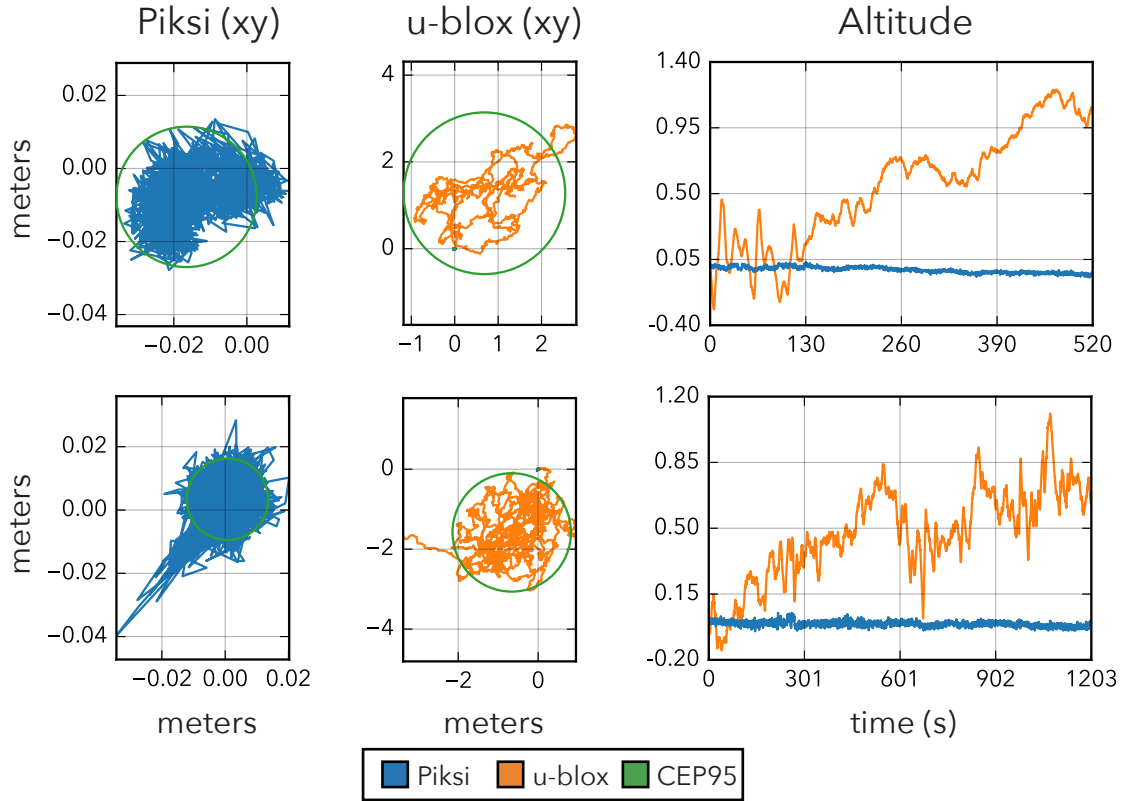 Piksi (xy) u-blox (xy) Altitude
meters
0.02
0.00
−0.02
−0.04
−0.02 0.00
4
2
0
−1 0 1 2
1.40
0.95
0.50
0.05
-0.40
0 130 260 390 520
meters
0.02
0.00
−0.02
−0.04
−0.02 0.00 0.02
0
−2
−4
−2 0
1.20
0.85
0.50
0.15
-0.20
0 301 601 902 1203
meters meters time (s)
Piksi u-blox CEP95